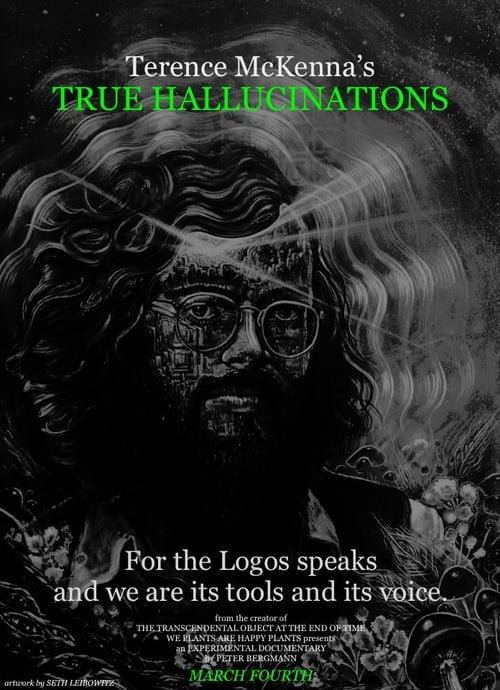 Terence McKenna's
TRUE HALLUCINATIONS
For the Logos speaks
and we are its tools and its voice.
from the creator of
THE TRANSCENDENTAL OBJECT AT THE END OF TIME
WE PLANTS ARE HAPPY PLANTS presents
an EXPERIMENTAL DOCUMENTARY
by PETER BERGMANN
MARCH FOURTH
artwork by SETH LEIBOWITZ